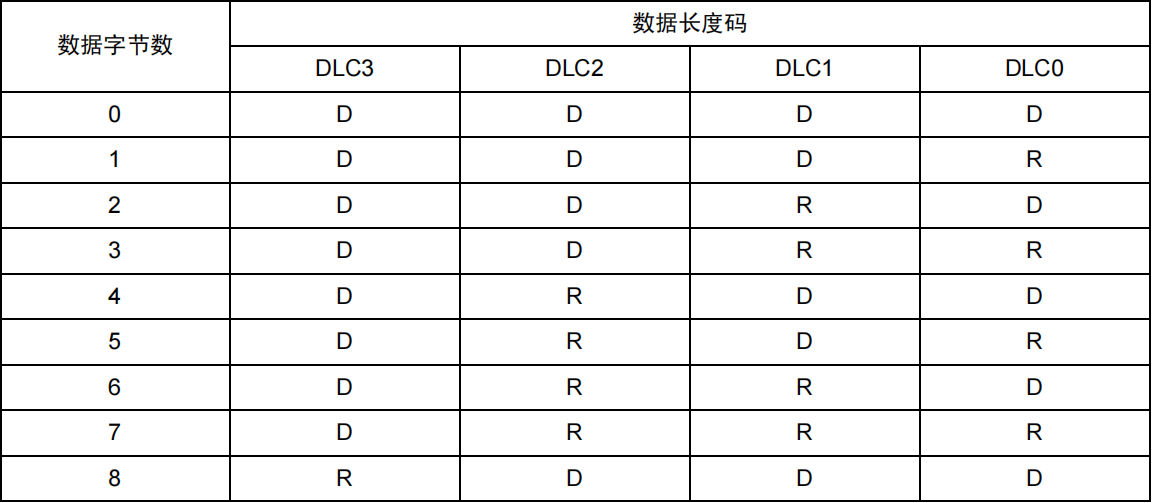 数据字节数 数据长度码
DLC3 DLC2 DLC1 DLC0
0 D D D D
1 D D D R
2 D D R D
3 D D R R
4 D R D D
5 D R D R
6 D R R D
7 D R R R
8 R D D D